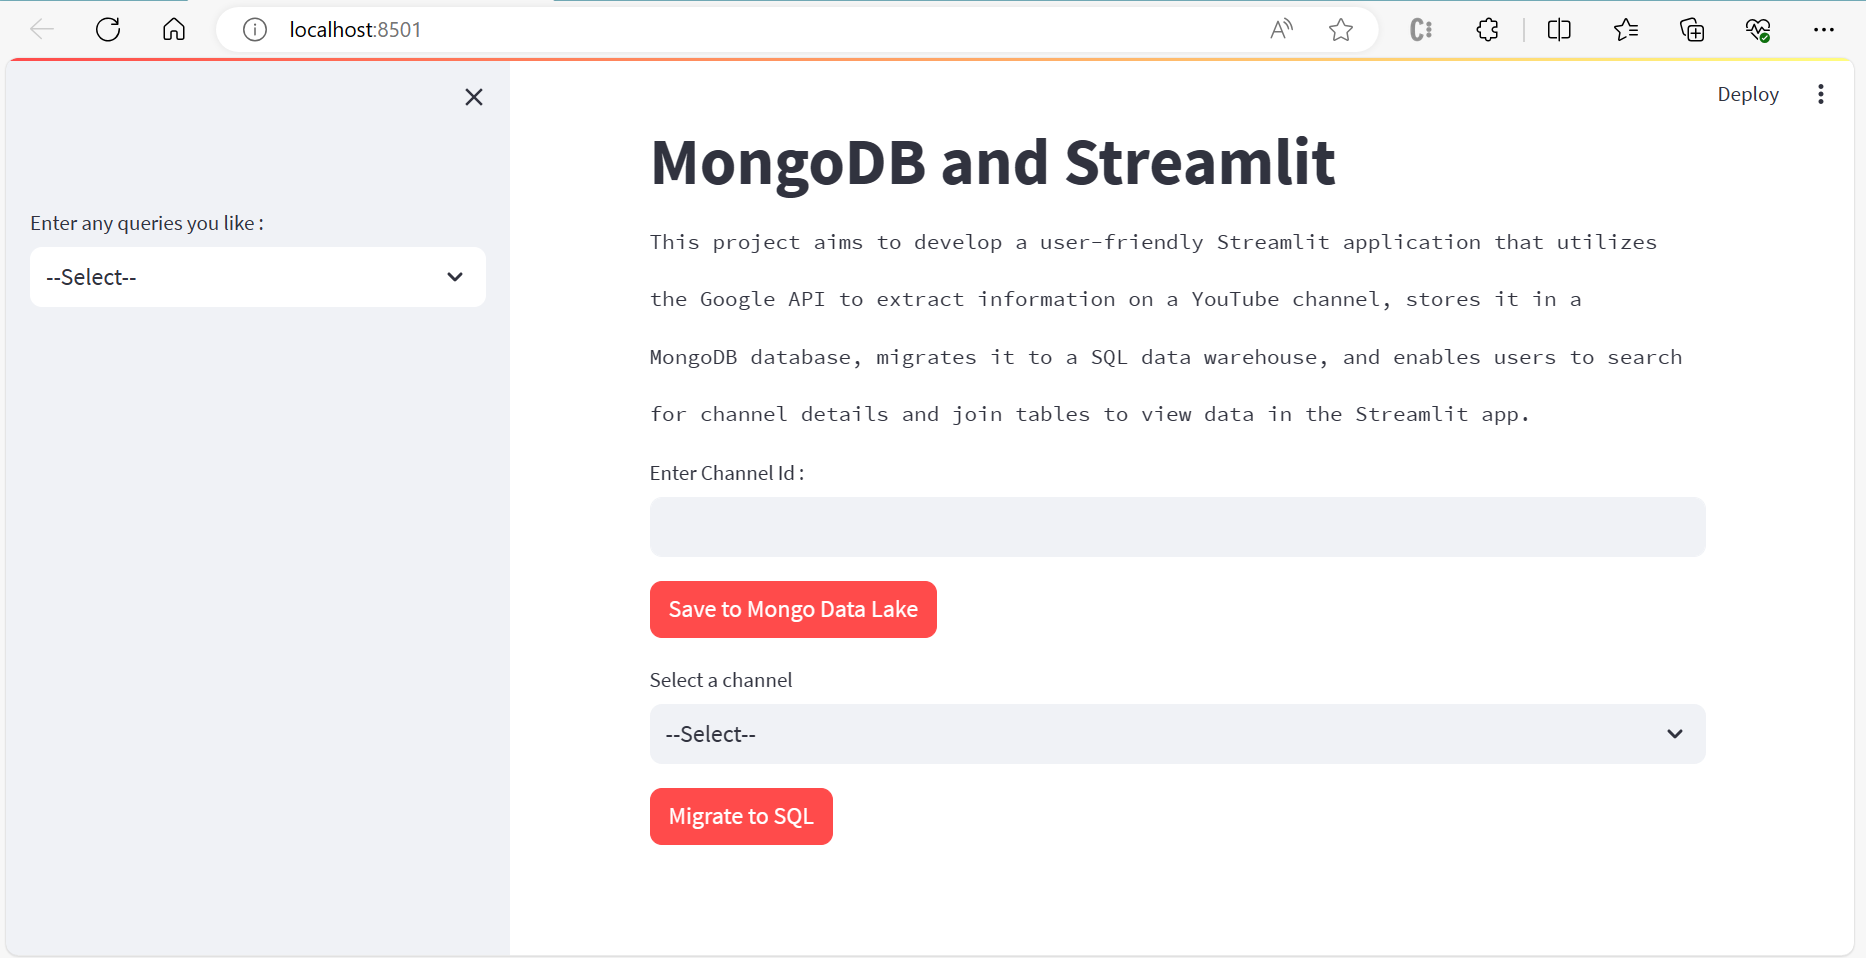 localhost:8501
Deploy
Enter any queries you like :
--Select--
MongoDB and Streamlit
This project aims to develop a user-friendly Streamlit application that utilizes
the Google API to extract information on a YouTube channel, stores it in a
MongoDB database, migrates it to a SQL data warehouse, and enables users to search
for channel details and join tables to view data in the Streamlit app.
Enter Channel Id :
Save to Mongo Data Lake
Select a channel
--Select--
Migrate to SQL